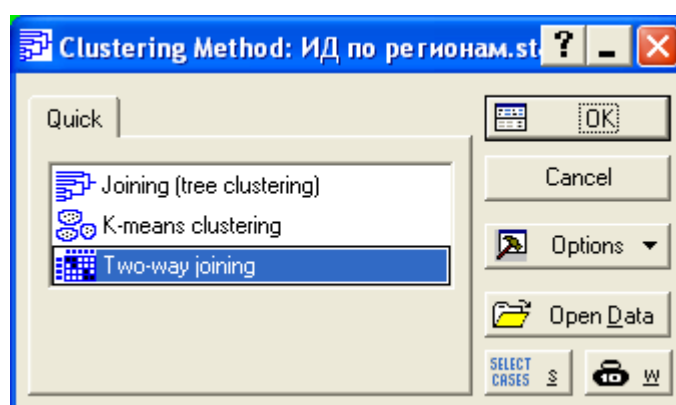 Clustering Method: ИД по регионам.st
Quick
Joining (tree clustering)
K-means clustering
Two-way joining
OK
Cancel
Options
Open Data
SELECT
CASES
S
W